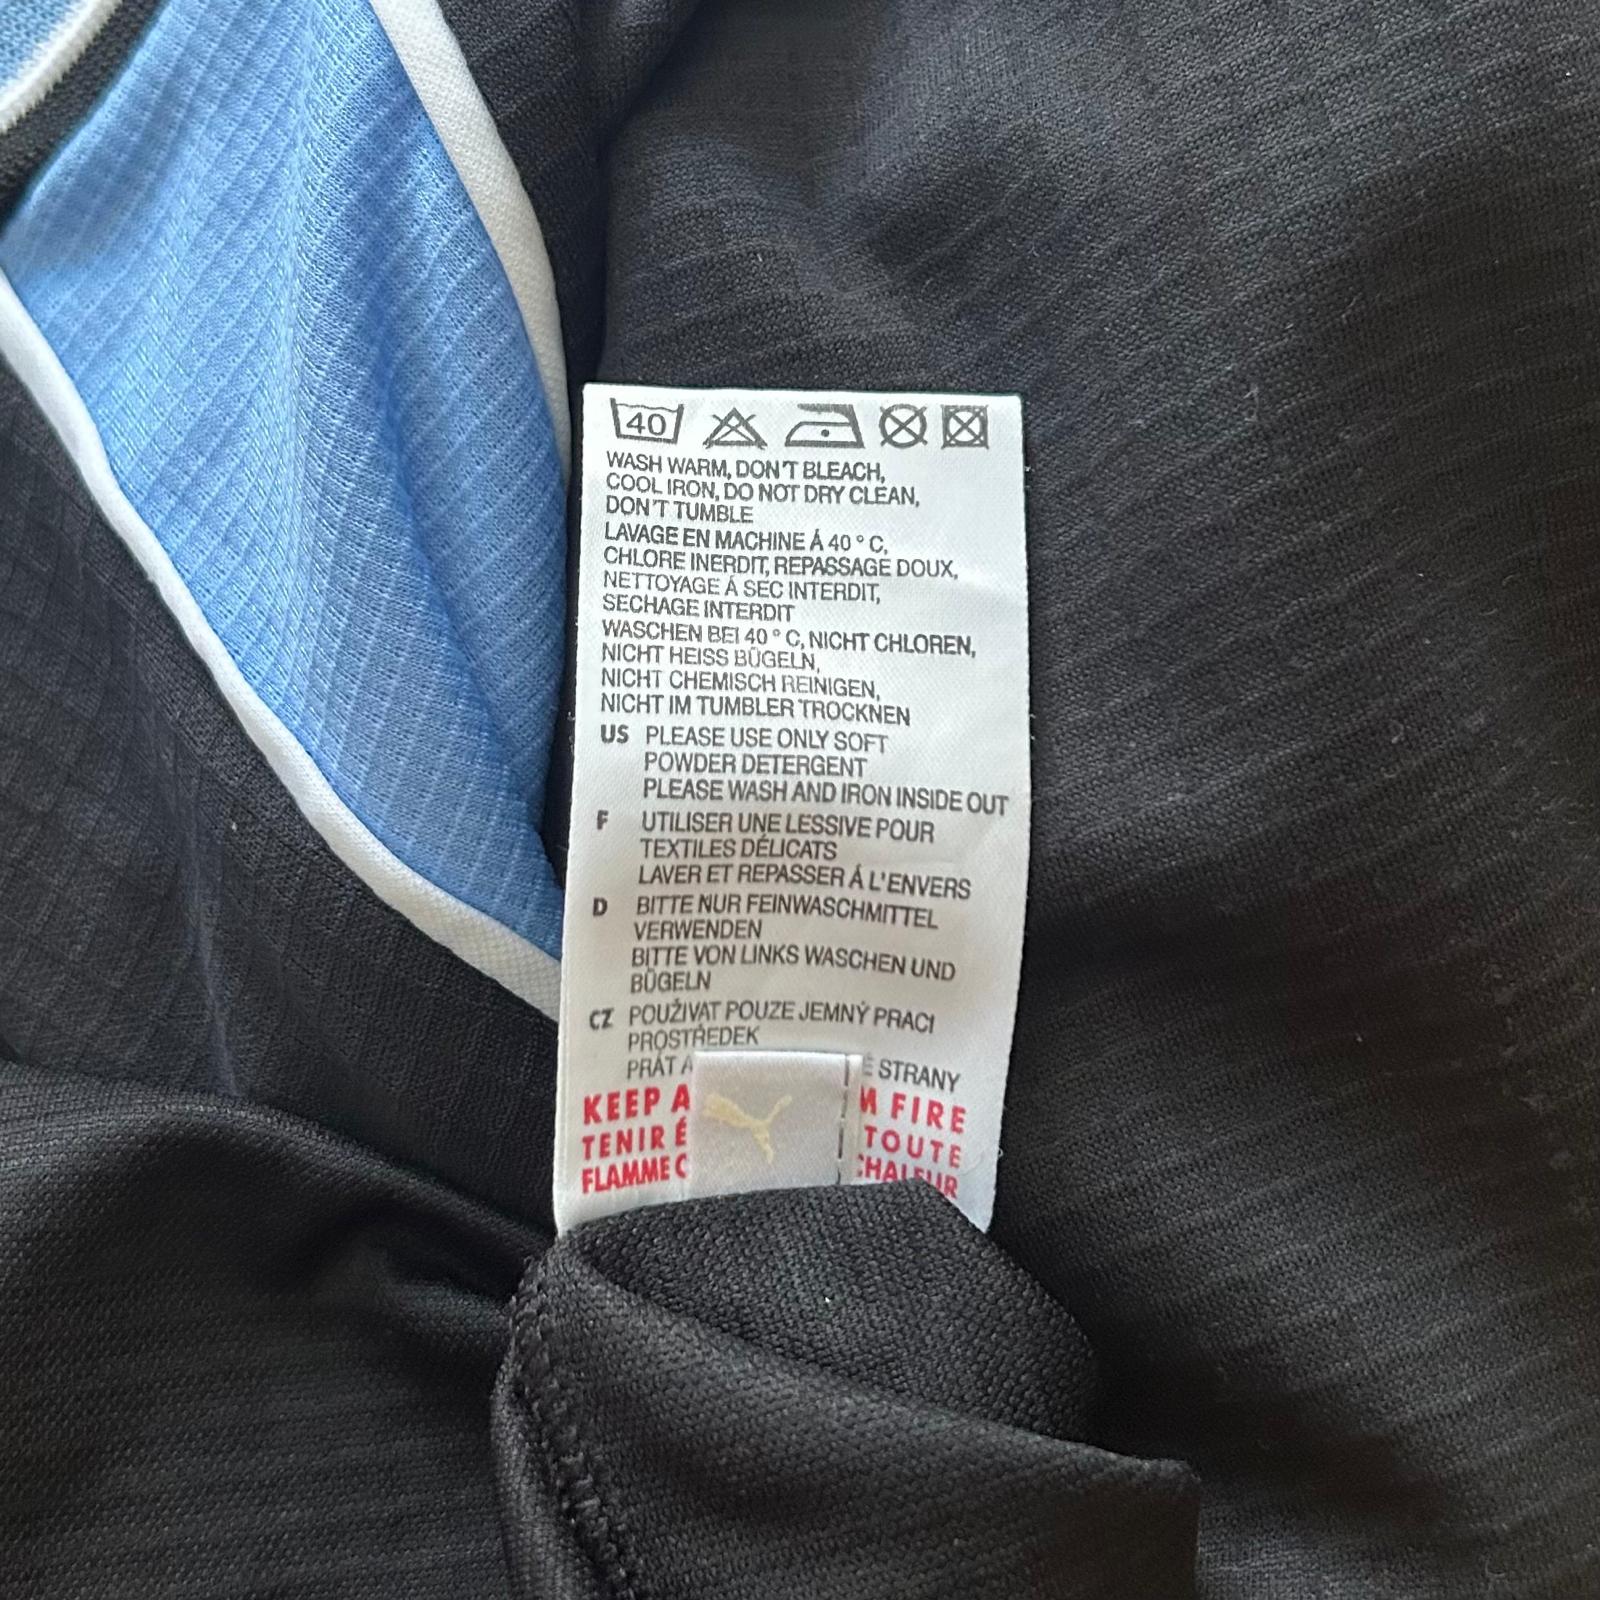 40
WASH WARM, DON'T BLEACH,
COOL IRON, DO NOT DRY CLEAN,
DON'T TUMBLE
LAVAGE EN MACHINE Á 40 ° C,
CHLORE INERDIT, REPASSAGE DOUX,
NETTOYAGE Á SEC INTERDIT,
SECHAGE INTERDIT
WASCHEN BEI 40 ° C, NICHT CHLOREN,
NICHT HEISS BÜGELN,
NICHT CHEMISCH REINIGEN,
NICHT IM TUMBLER TROCKNEN
US PLEASE USE ONLY SOFT
POWDER DETERGENT
PLEASE WASH AND IRON INSIDE OUT
F UTILISER UNE LESSIVE POUR
TEXTILES DÉLICATS
LAVER ET REPASSER Á L'ENVERS
D BITTE NUR FEINWASCHMITTEL
VERWENDEN
BITTE VON LINKS WASCHEN UND
BÜGELN
CZ POUŽIVAT POUZE JEMNÝ PRACI
PROSTŘEDEK
PRÁT A STRANY
KEEP A FIRE
TENIR É TOUTE
FLAMME CHALEUR